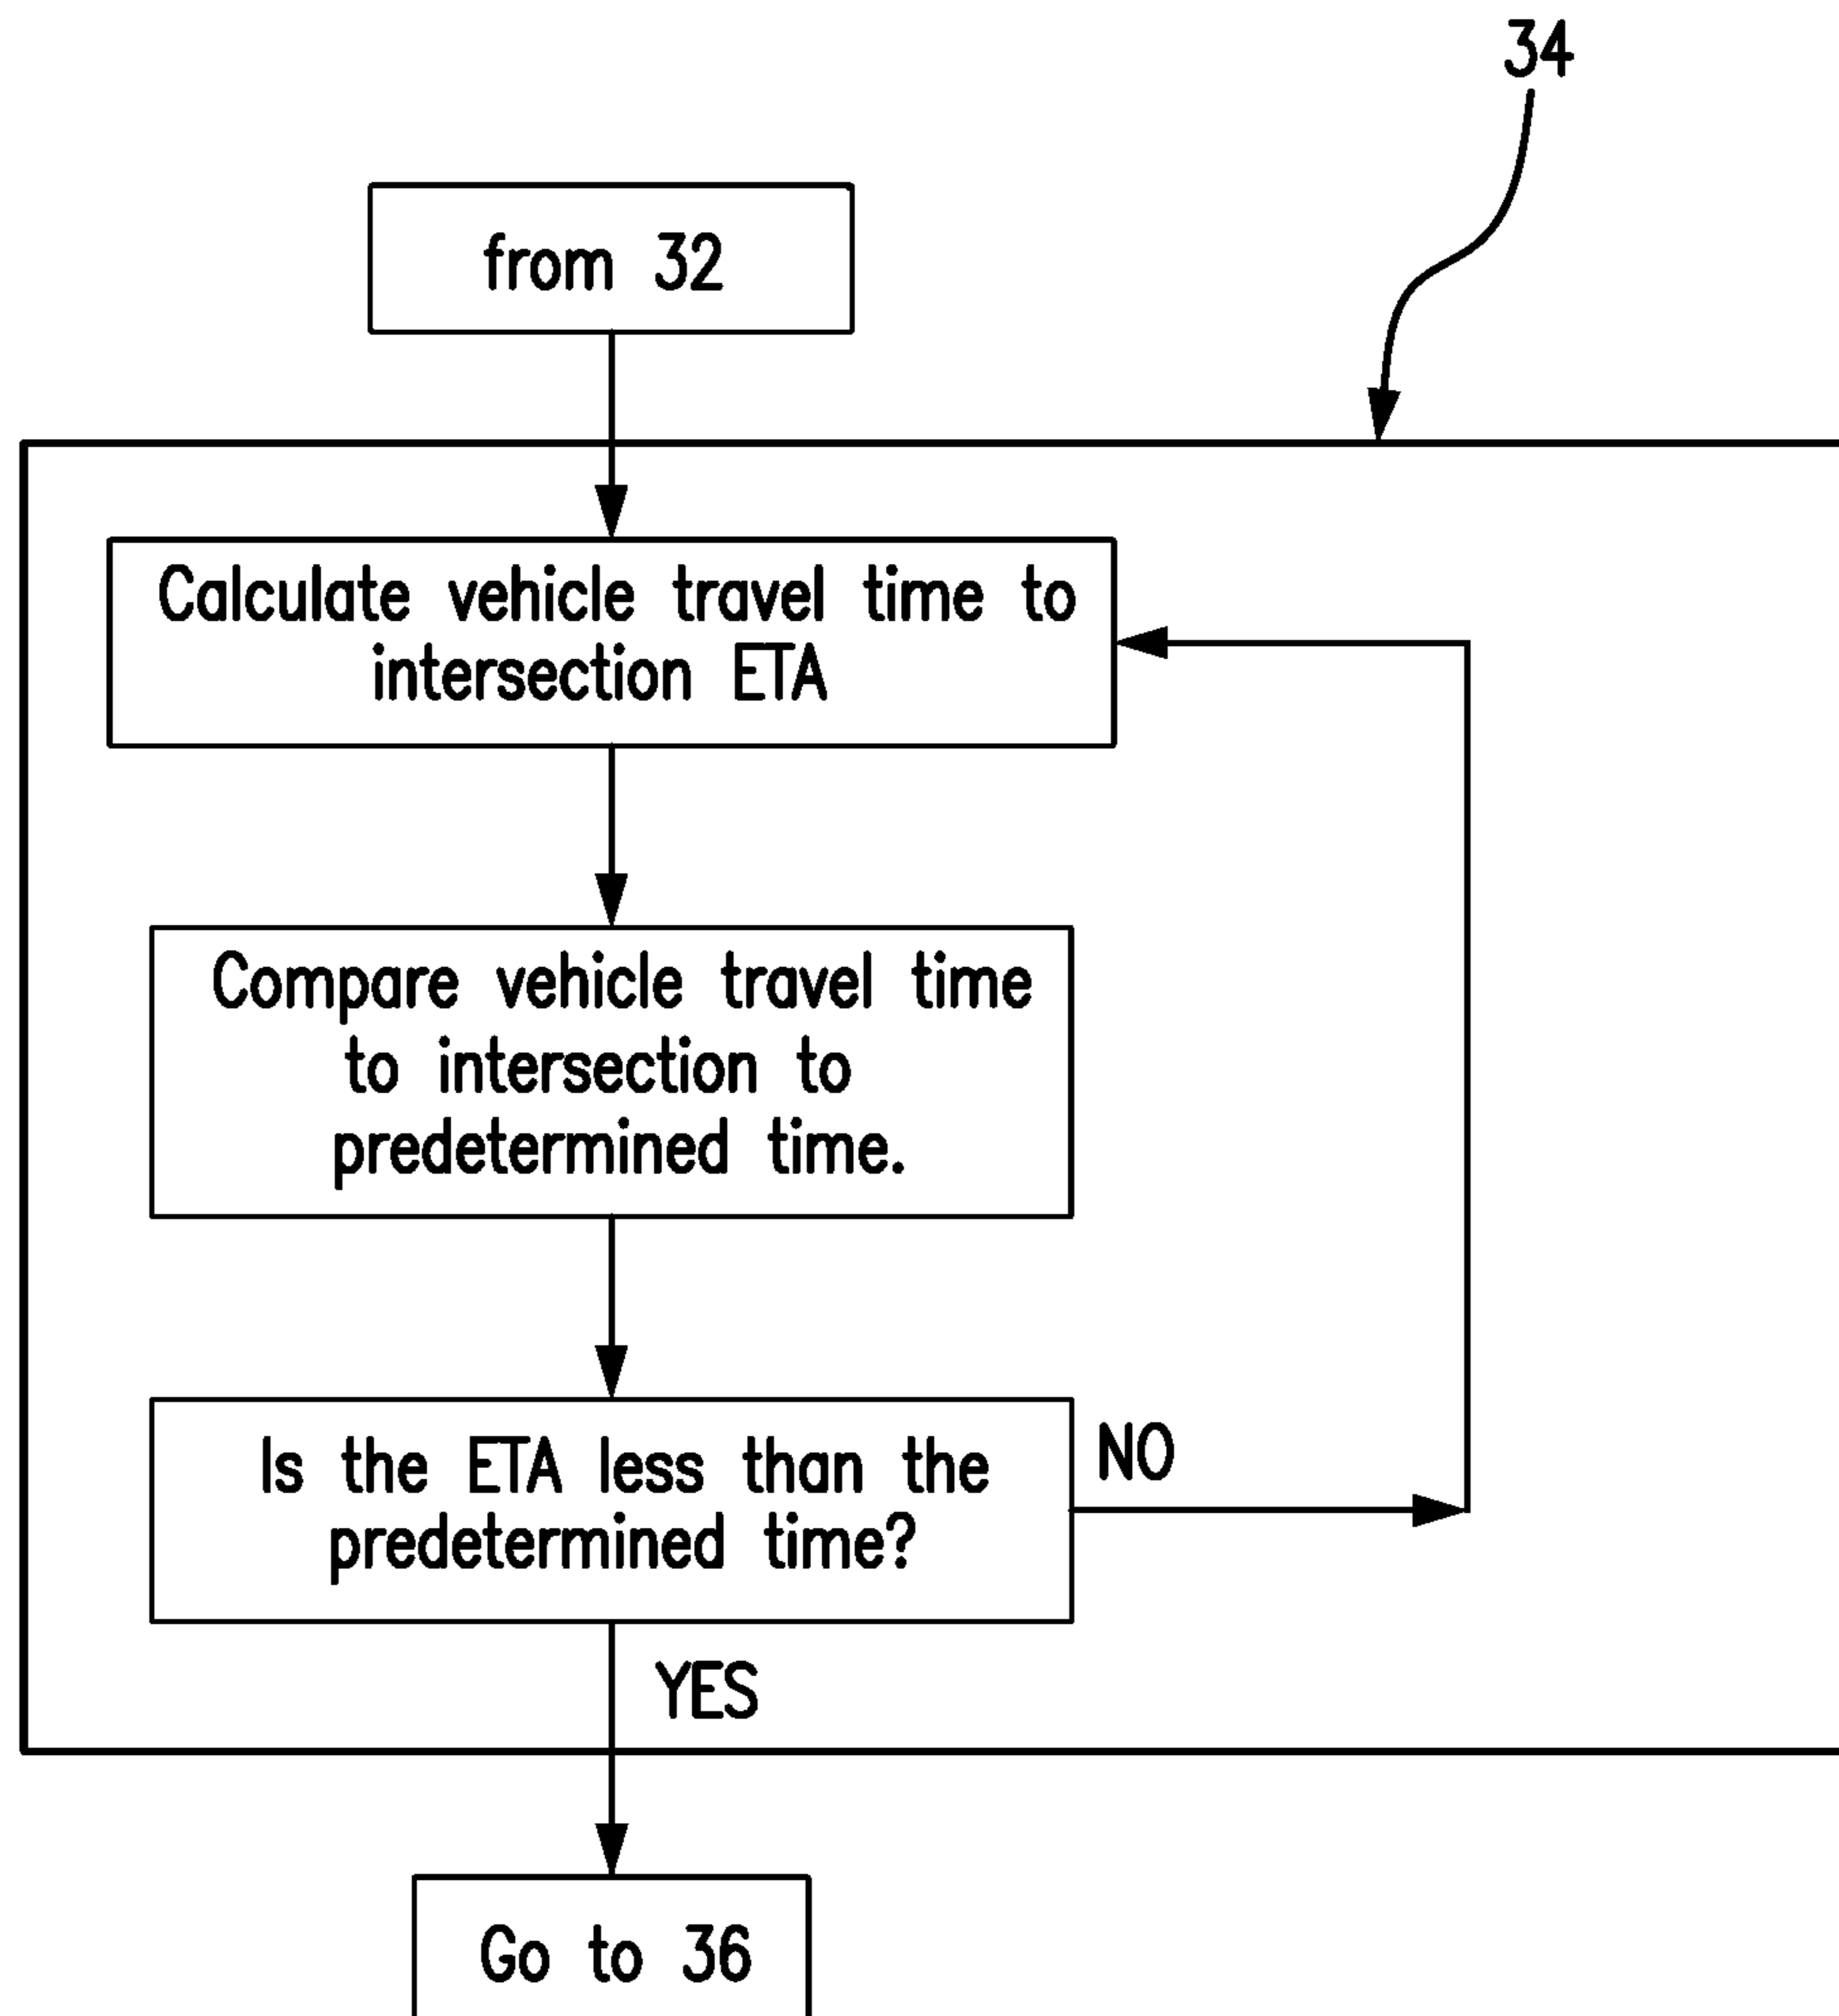 34
from 32
Calculate vehicle travel time to
intersection ETA
Compare vehicle travel time
to intersection to
predetermined time.
Is the ETA less than the
predetermined time?
NO
YES
Go to 36